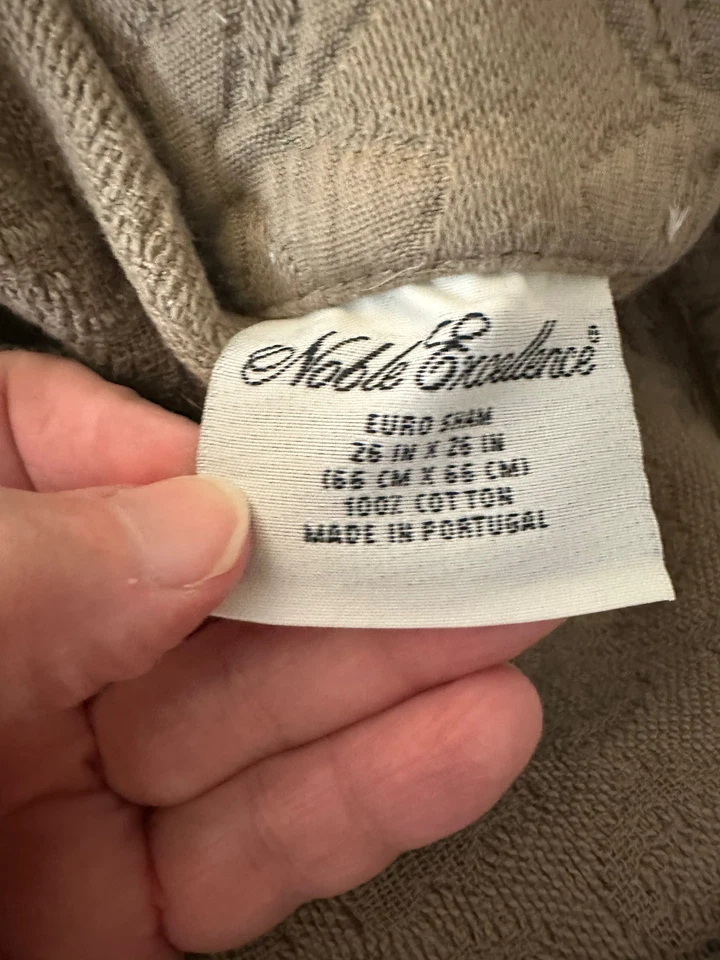 Noble Excellence®
EURO SHAM
26 IN X 26 IN
(66 CM X 66 CM)
100% COTTON
MADE IN PORTUGAL